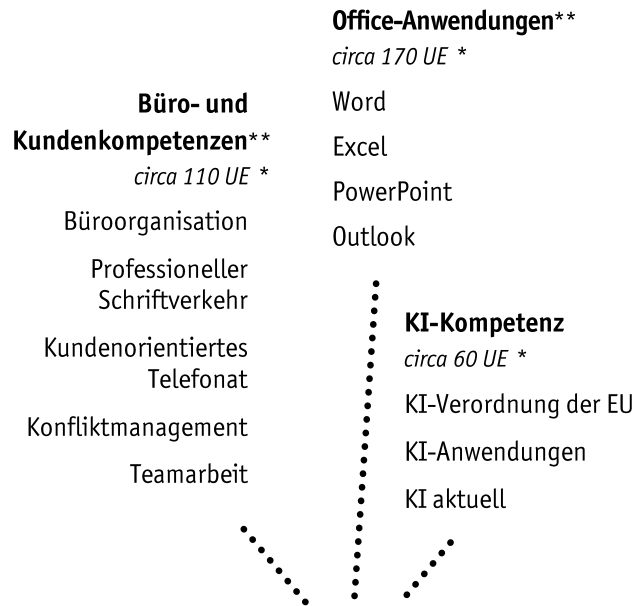 Büro- und
Kundenkompetenzen**
circa 110 UE *
Büroorganisation
Professioneller
Schriftverkehr
Kundenorientiertes
Telefonat
Konfliktmanagement
Teamarbeit
Office-Anwendungen**
circa 170 UE *
Word
Excel
PowerPoint
Outlook
KI-Kompetenz
circa 60 UE *
KI-Verordnung der EU
KI-Anwendungen
KI aktuell